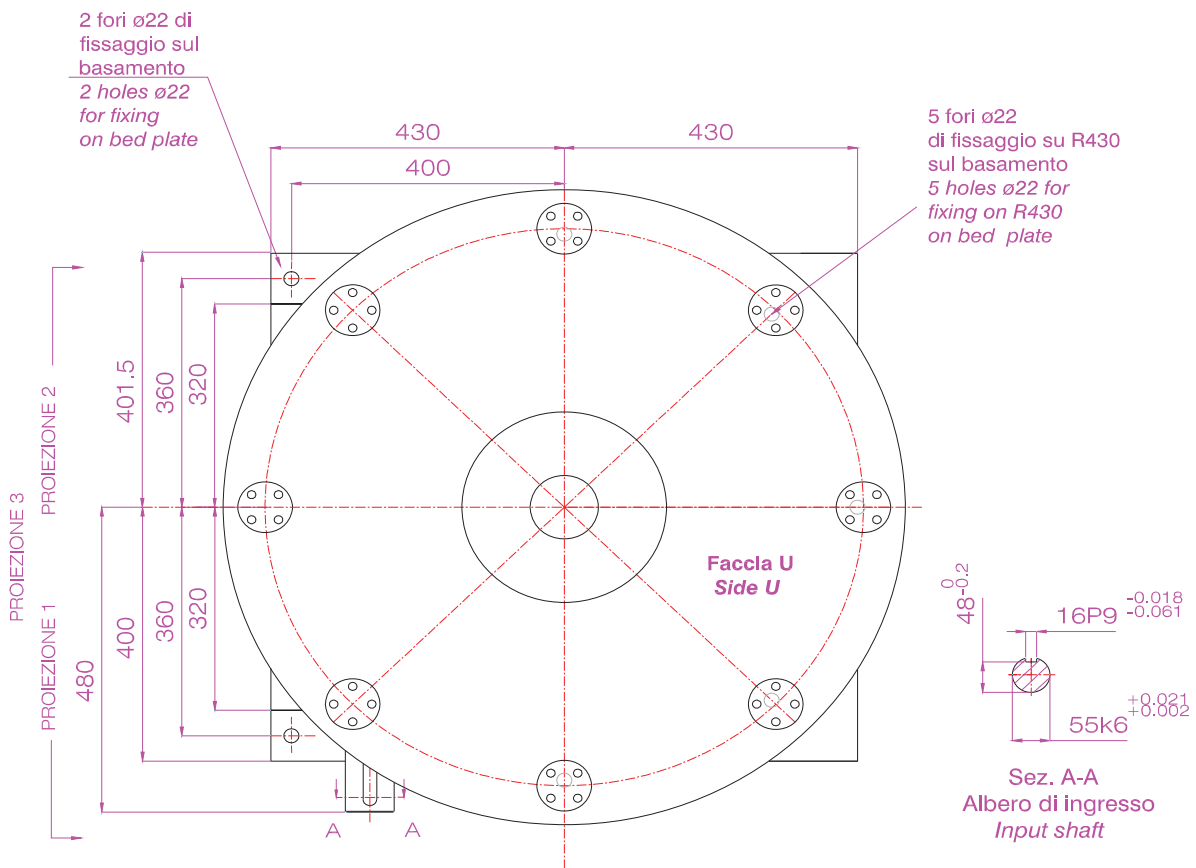 2 fori ø22 di
fissaggio sul
basamento
2 holes ø22
for fixing
on bed plate
430
430
400
5 fori ø22
di fissaggio su R430
sul basamento
5 holes ø22 for
fixing on R430
on bed plate
401.5
360
320
PROIEZIONE 3
PROIEZIONE 2
PROIEZIONE 1
480
400
360
320
Faccla U
Side U
A
A
48
0
-0.2
16P9
-0.018
-0.061
55k6
+0.021
+0.002
Sez. A-A
Albero di ingresso
Input shaft